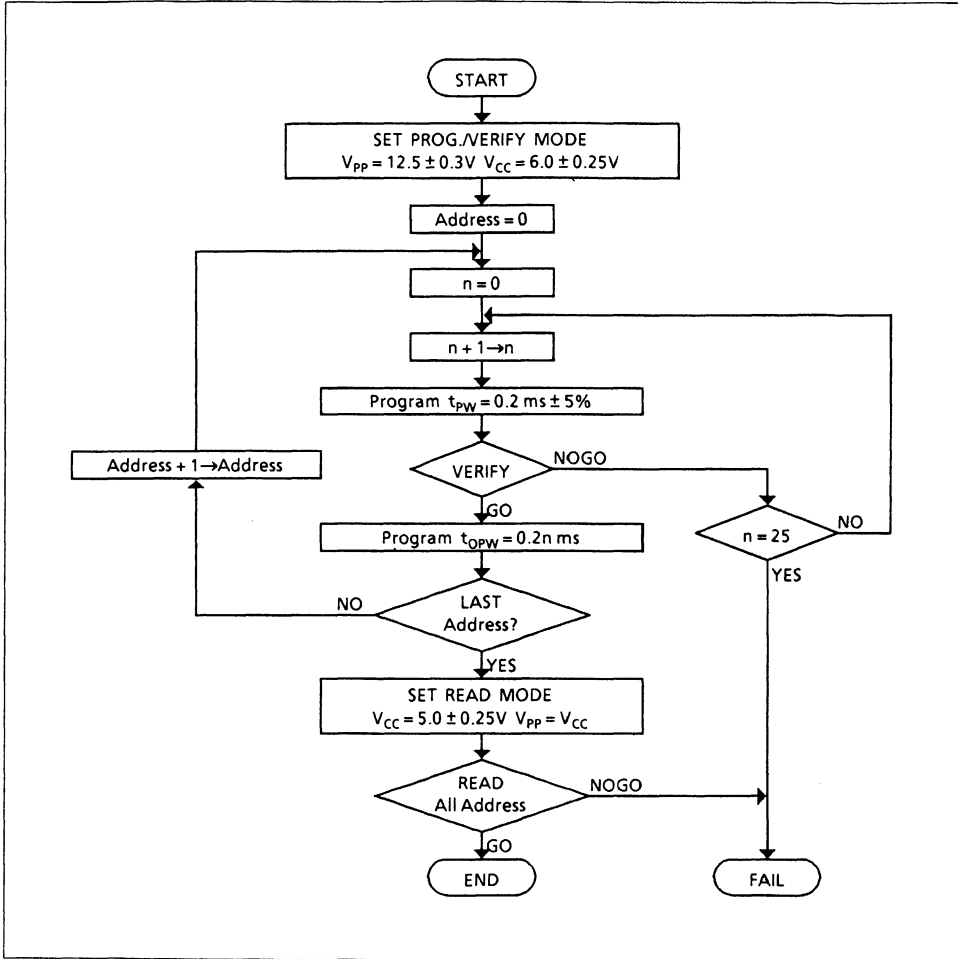 START
SET PROG./VERIFY MODE
V_PP = 12.5 ± 0.3V V_CC = 6.0 ± 0.25V
Address = 0
n = 0
n + 1→n
Program t_PW = 0.2 ms ± 5%
Address + 1→Address
VERIFY
NOGO
GO
n = 25
NO
YES
Program t_OPW = 0.2n ms
LAST
Address?
NO
YES
SET READ MODE
V_CC = 5.0 ± 0.25V V_PP = V_CC
READ
All Address
NOGO
GO
END
FAIL